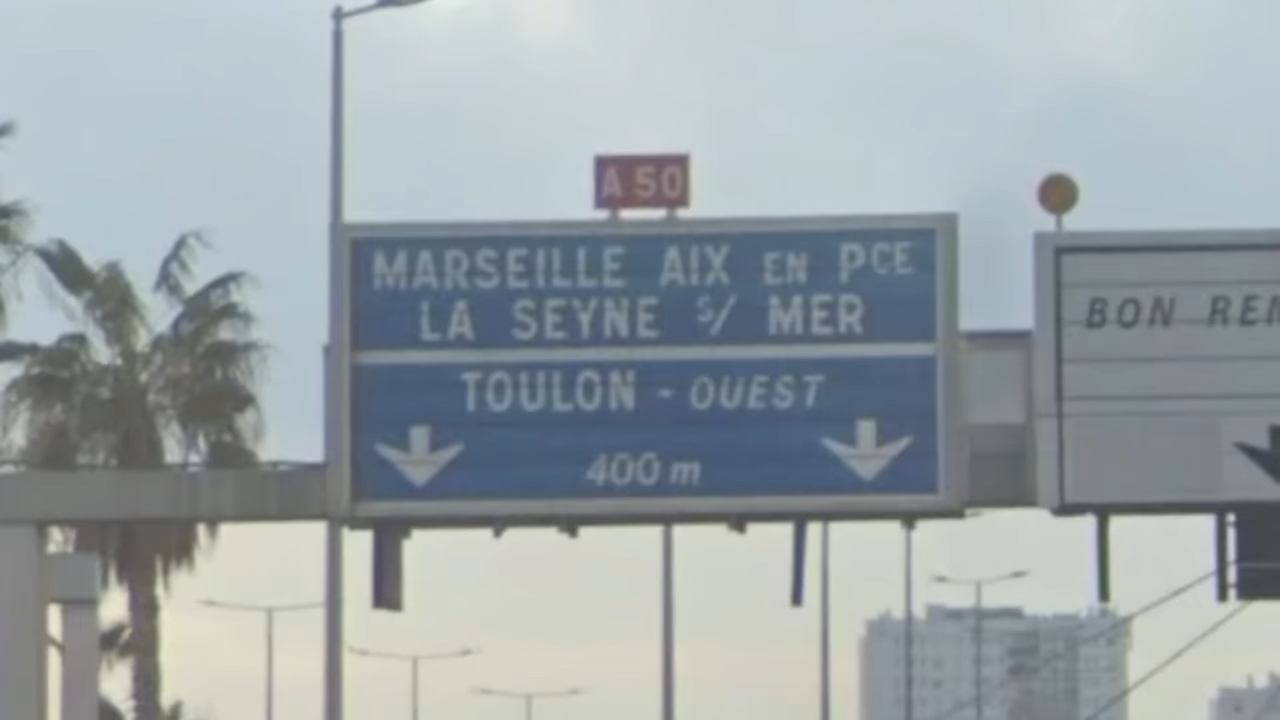 A 50
MARSEILLE AIX EN PCE
LA SEYNE S/ MER
TOULON - OUEST
400 m
BON